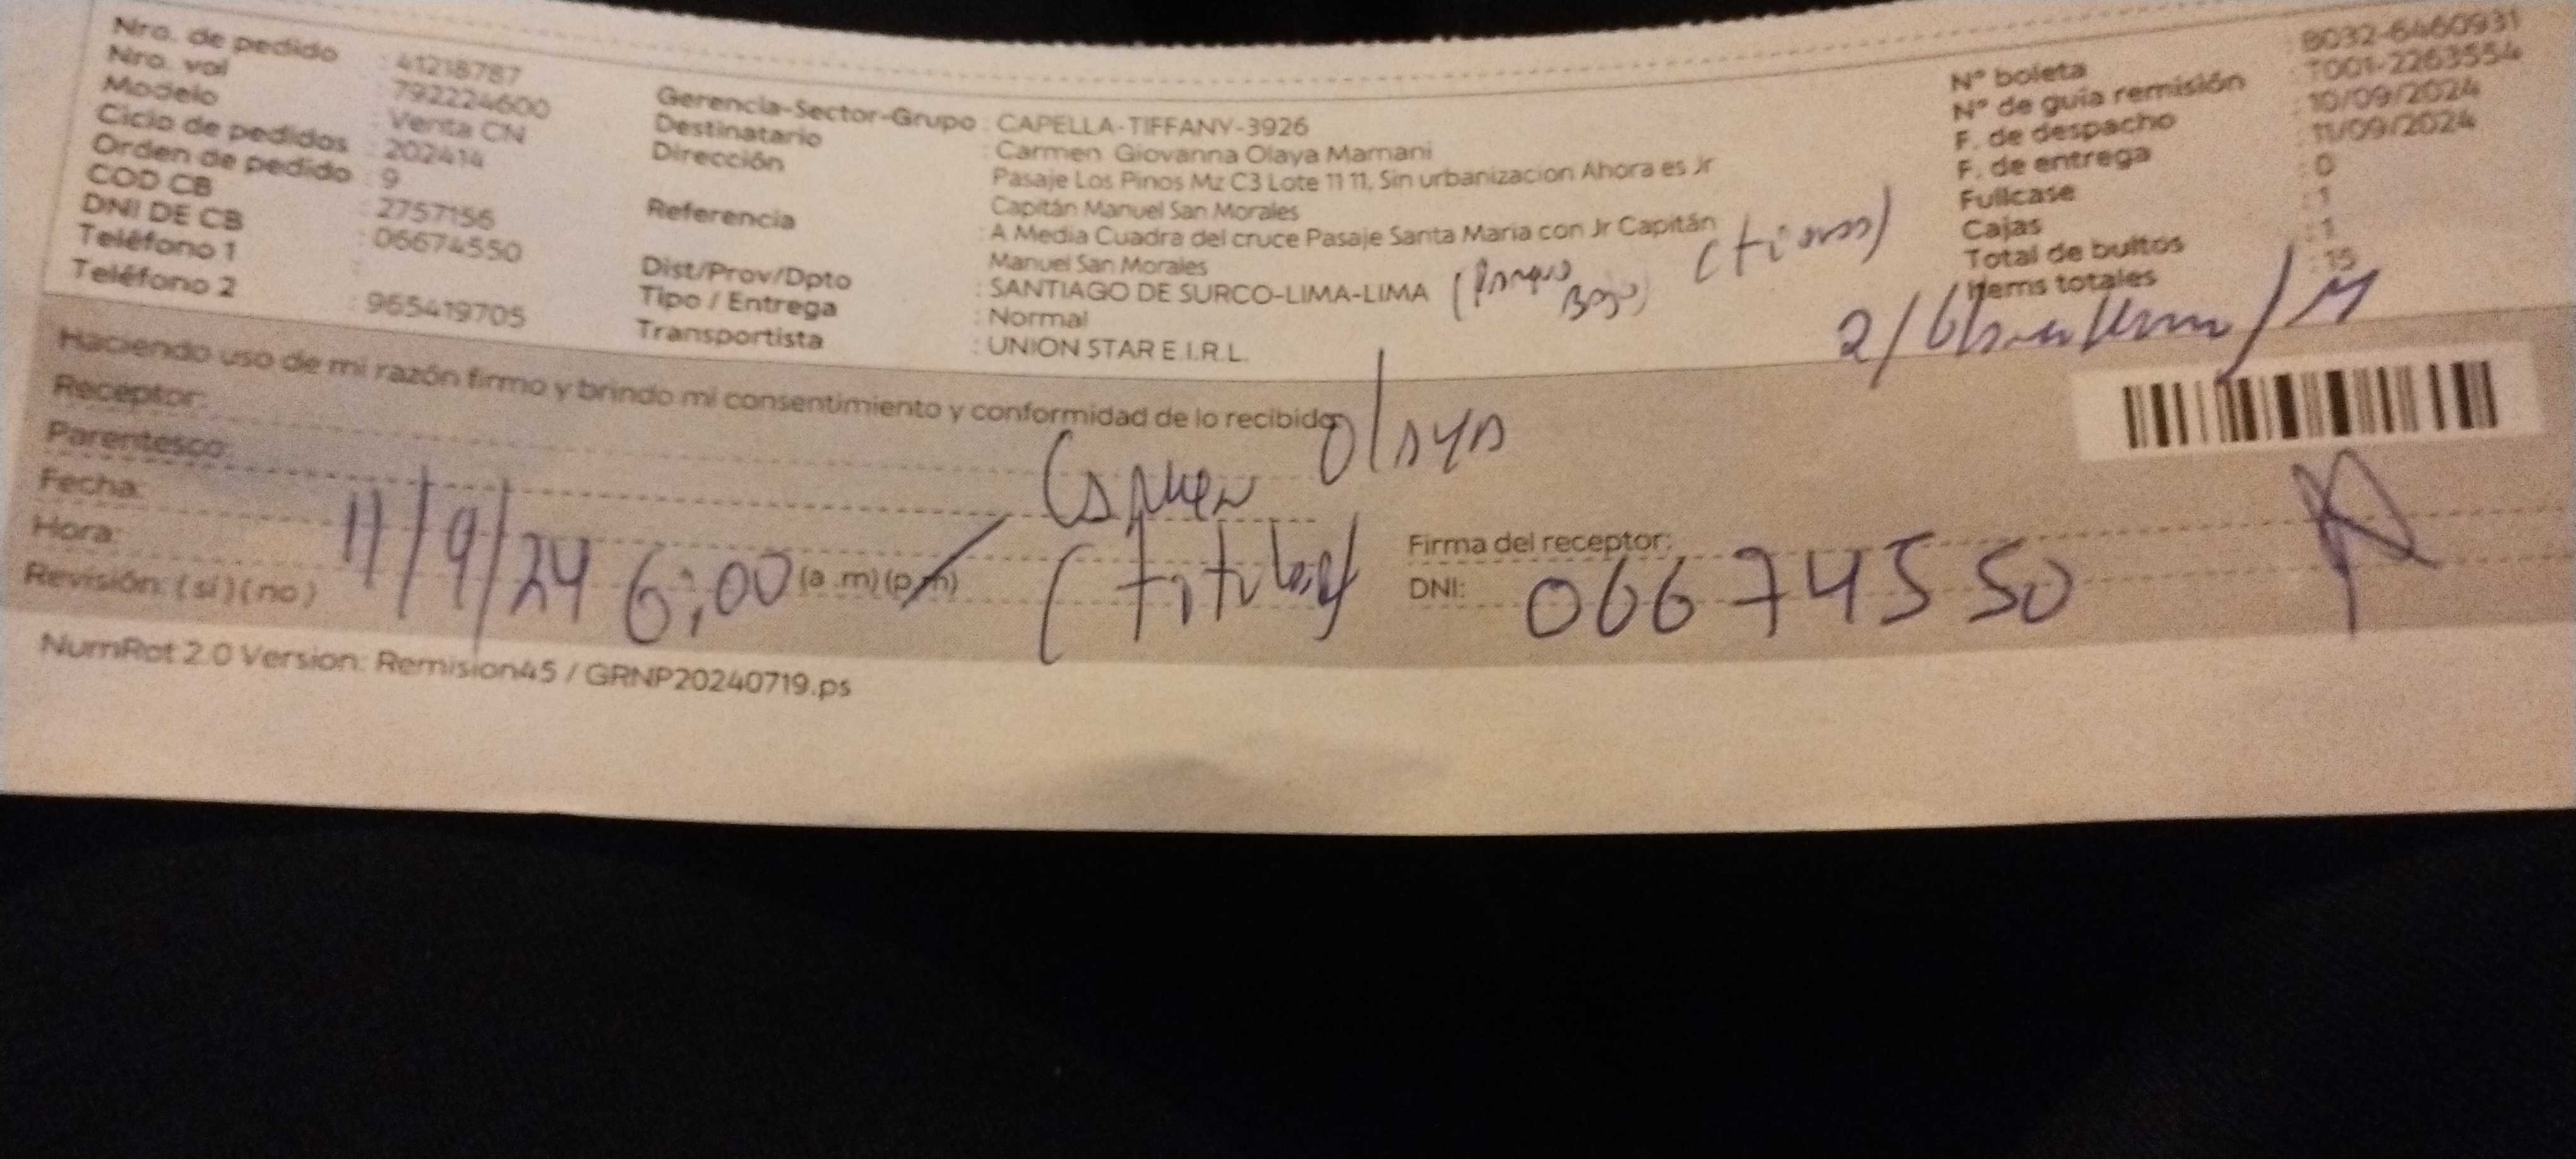 Nro. de pedido : 41218787
Nro. vol : 792224600
Modelo : Venta CN
Ciclo de pedidos : 202414
Orden de pedido : 9
COD CB : 2757156
DNI DE CB : 06674550
Teléfono 1 :
Teléfono 2 : 965419705
Gerencia-Sector-Grupo : CAPELLA-TIFFANY-3926
Destinatario : Carmen Giovanna Olaya Mamani
Dirección : Pasaje Los Pinos Mz C3 Lote 11 11, Sin urbanizacion Ahora es Jr
Capitán Manuel San Morales
Referencia : A Media Cuadra del cruce Pasaje Santa Maria con Jr Capitán
Manuel San Morales
Dist/Prov/Dpto : SANTIAGO DE SURCO-LIMA-LIMA
Tipo / Entrega : Normal
Transportista : UNION STAR E.I.R.L.
N° boleta : B032-6460931
N° de guía remisión : T001-2263554
F. de despacho : 10/09/2024
F. de entrega : 11/09/2024
Fullcase : 0
Cajas : 1
Total de bultos : 1
Items totales : 15
Haciendo uso de mi razón firmo y brindo mi consentimiento y conformidad de lo recibido
Receptor: Carmen Olaya
Parentesco: (titular)
Fecha: 11/9/24
Hora: 6:00 (a .m) (p.m)
Revisión: (si) (no)
Firma del receptor:
DNI: 06674550
NumRot 2.0 Version: Remision45 / GRNP20240719.ps